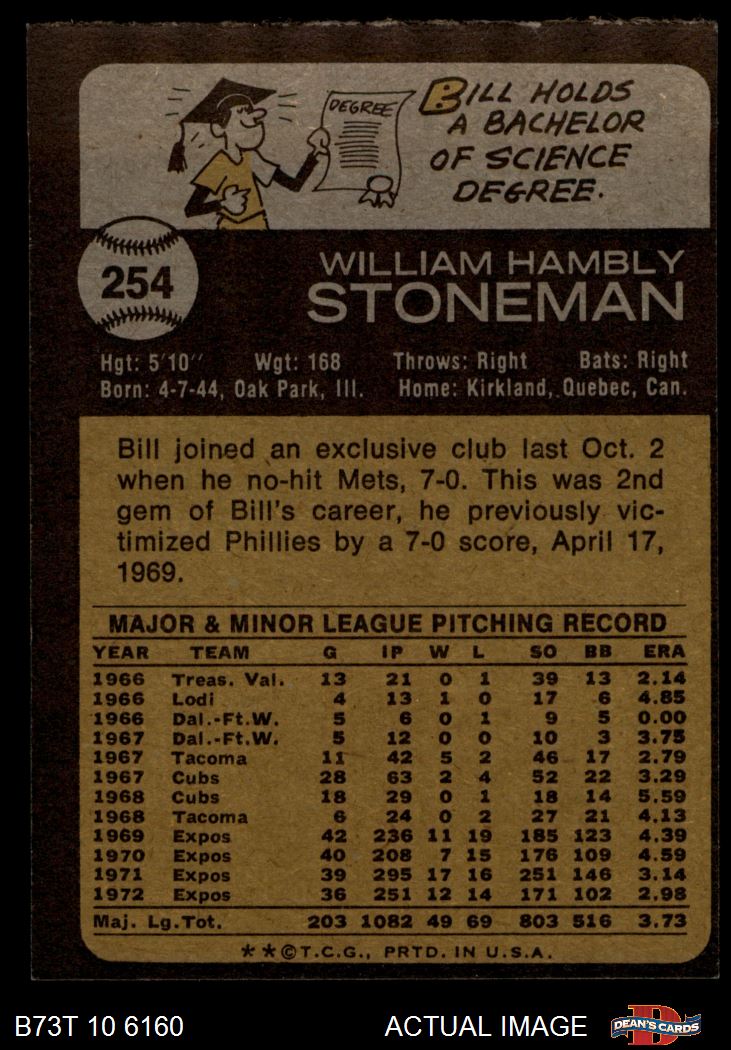 DEGREE
BILL HOLDS
A BACHELOR
OF SCIENCE
DEGREE.
254
WILLIAM HAMBLY
STONEMAN
Hgt: 5'10" Wgt: 168 Throws: Right Bats: Right
Born: 4-7-44, Oak Park, Ill. Home: Kirkland, Quebec, Can.
Bill joined an exclusive club last Oct. 2
when he no-hit Mets, 7-0. This was 2nd
gem of Bill's career, he previously vic-
timized Phillies by a 7-0 score, April 17,
1969.
MAJOR & MINOR LEAGUE PITCHING RECORD
YEAR TEAM G IP W L SO BB ERA
1966 Treas. Val. 13 21 0 1 39 13 2.14
1966 Lodi 4 13 1 0 17 6 4.85
1966 Dal.-Ft.W. 5 6 0 1 9 5 0.00
1967 Dal.-Ft.W. 5 12 0 0 10 3 3.75
1967 Tacoma 11 42 5 2 46 17 2.79
1967 Cubs 28 63 2 4 52 22 3.29
1968 Cubs 18 29 0 1 18 14 5.59
1968 Tacoma 6 24 0 2 27 21 4.13
1969 Expos 42 236 11 19 185 123 4.39
1970 Expos 40 208 7 15 176 109 4.59
1971 Expos 39 295 17 16 251 146 3.14
1972 Expos 36 251 12 14 171 102 2.98
Maj. Lg.Tot. 203 1082 49 69 803 516 3.73
**©T.C.G., PRTD. IN U.S.A.
B73T 10 6160 ACTUAL IMAGE D DEAN'S CARDS